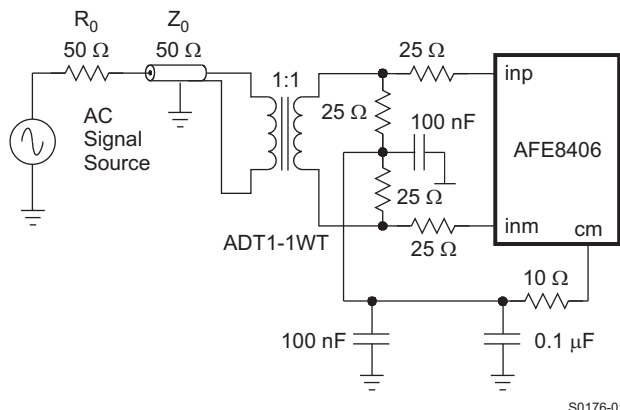 R0
50 Ω
Z0
50 Ω
AC
Signal
Source
1:1
ADT1-1WT
25 Ω
25 Ω
100 nF
25 Ω
25 Ω
inp
AFE8406
inm
cm
10 Ω
100 nF
0.1 μF